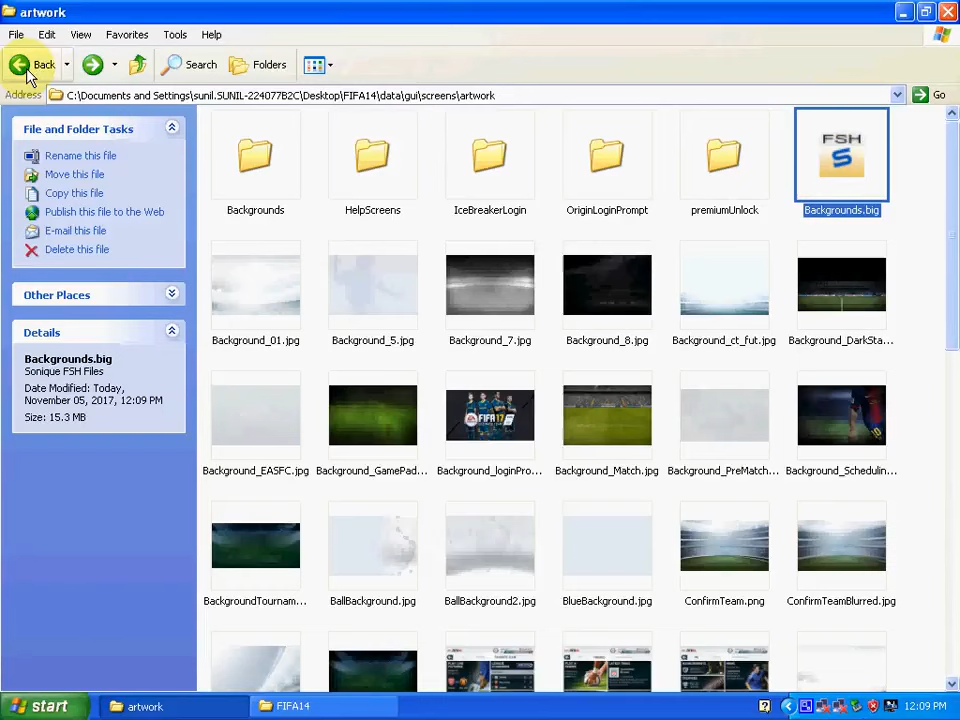 artwork
File Edit View Favorites Tools Help
Back Search Folders
Address C:\Documents and Settings\sunil.SUNIL-224077B2C\Desktop\FIFA14\data\gui\screens\artwork Go
File and Folder Tasks
Rename this file
Move this file
Copy this file
Publish this file to the Web
E-mail this file
Delete this file
Other Places
Details
Backgrounds.big
Sonique FSH Files
Date Modified: Today,
November 05, 2017, 12:09 PM
Size: 15.3 MB
FSH
S
Backgrounds HelpScreens IceBreakerLogin OriginLoginPrompt premiumUnlock Backgrounds.big
Background_01.jpg Background_5.jpg Background_7.jpg Background_8.jpg Background_ct_fut.jpg Background_DarkSta...
FIFA17
Background_EASFC.jpg Background_GamePad... Background_loginPro... Background_Match.jpg Background_PreMatch... Background_Schedulin...
BackgroundTournam... BallBackground.jpg BallBackground2.jpg BlueBackground.jpg ConfirmTeam.png ConfirmTeamBlurred.jpg
start artwork FIFA14 12:09 PM